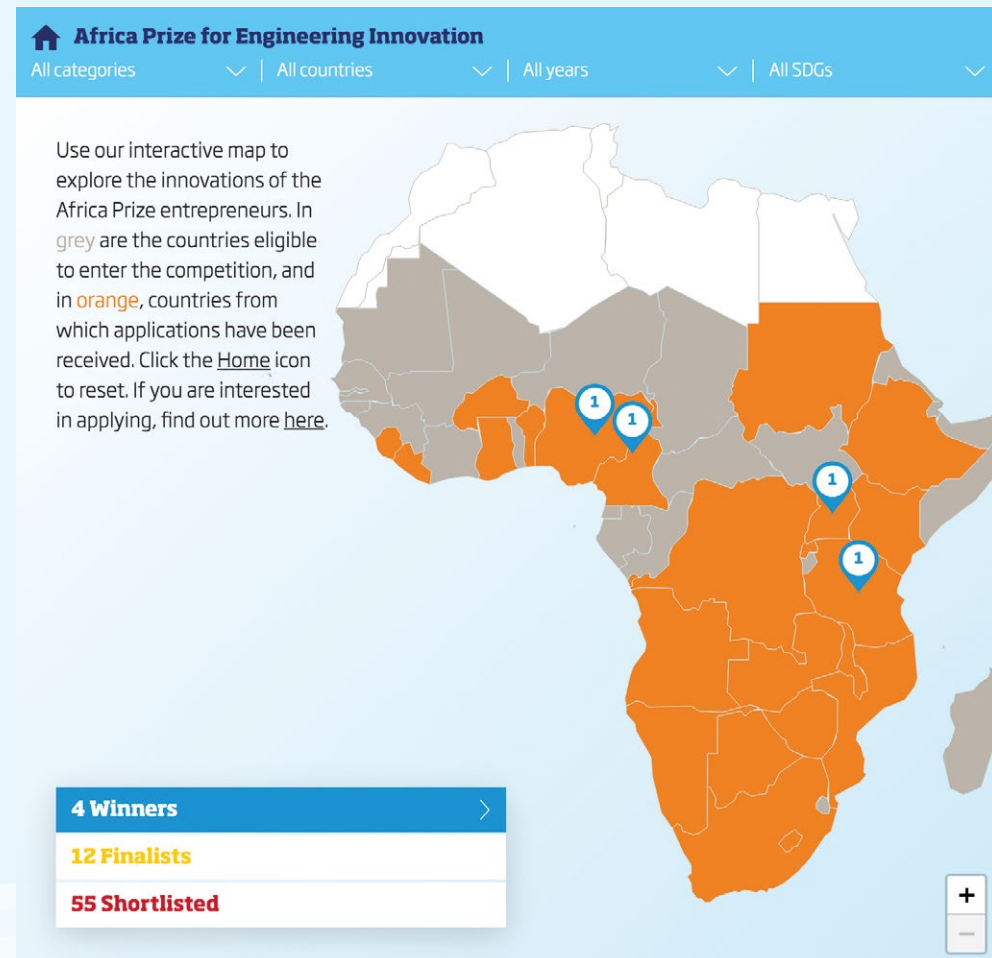 Africa Prize for Engineering Innovation
All categories
All countries
All years
All SDGs
Use our interactive map to
explore the innovations of the
Africa Prize entrepreneurs. In
grey are the countries eligible
to enter the competition, and
in orange, countries from
which applications have been
received. Click the Home icon
to reset. If you are interested
in applying, find out more here.
1
1
1
1
4 Winners
12 Finalists
55 Shortlisted
+
−